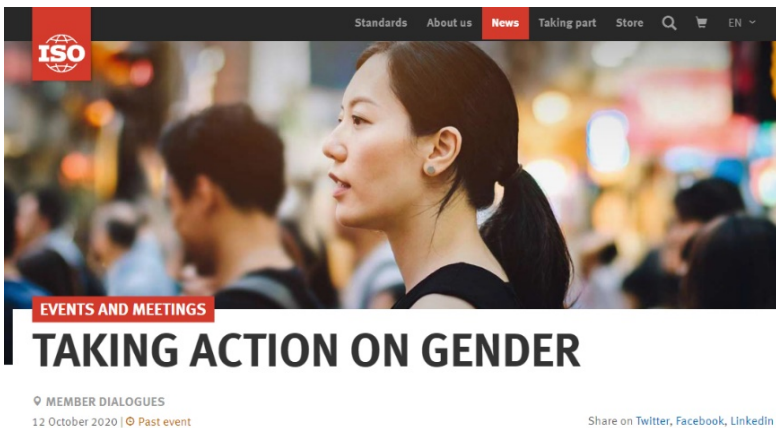 Standards About us News Taking part Store EN
ISO
EVENTS AND MEETINGS
TAKING ACTION ON GENDER
MEMBER DIALOGUES
12 October 2020 | Past event
Share on Twitter, Facebook, LinkedIn